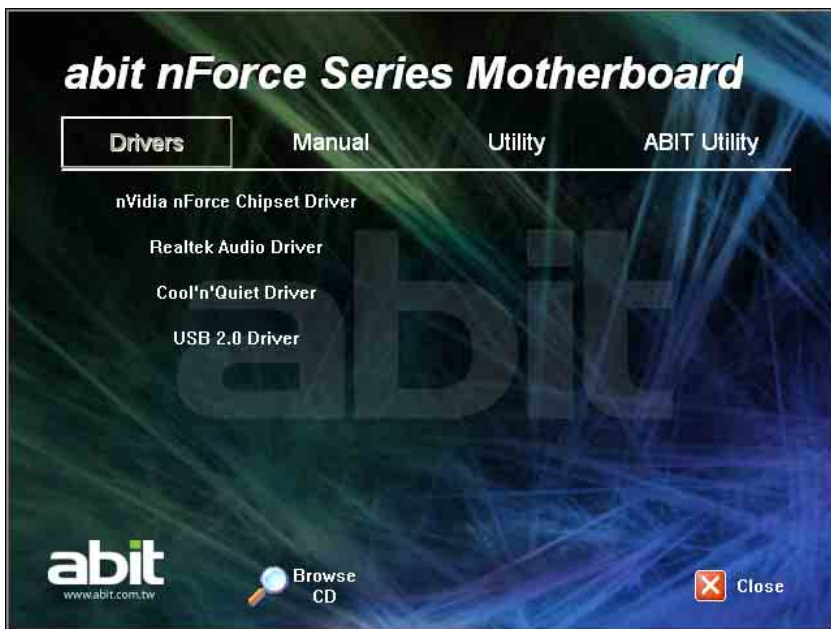 abit nForce Series Motherboard
Drivers Manual Utility ABIT Utility
nVidia nForce Chipset Driver
Realtek Audio Driver
Cool'n'Quiet Driver
USB 2.0 Driver
abit
abit
www.abit.com.tw
Browse
CD
Close